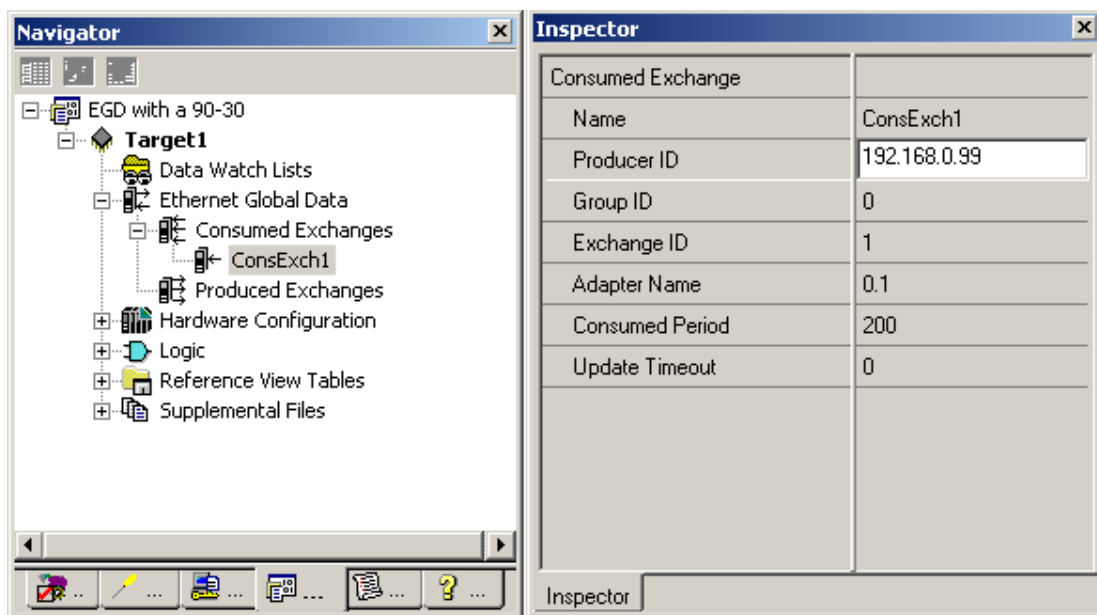 Navigator
EGD with a 90-30
Target1
Data Watch Lists
Ethernet Global Data
Consumed Exchanges
ConsExch1
Produced Exchanges
Hardware Configuration
Logic
Reference View Tables
Supplemental Files
.. ... ... ... ... ...
Inspector
Consumed Exchange
Name ConsExch1
Producer ID 192.168.0.99
Group ID 0
Exchange ID 1
Adapter Name 0.1
Consumed Period 200
Update Timeout 0
Inspector